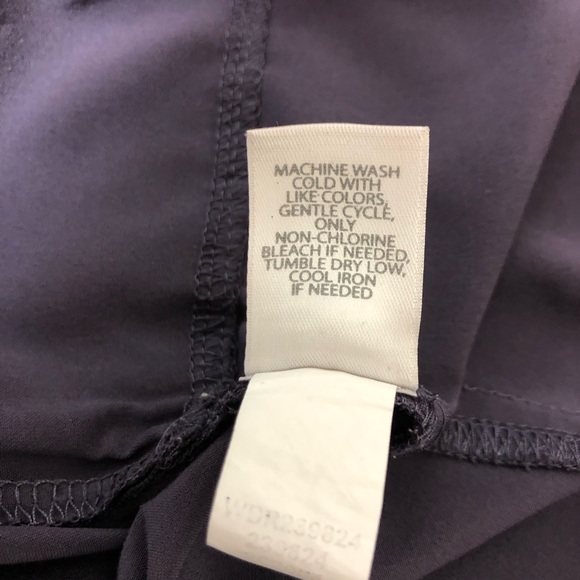 MACHINE WASH
COLD WITH
LIKE COLORS,
GENTLE CYCLE,
ONLY
NON-CHLORINE
BLEACH IF NEEDED,
TUMBLE DRY LOW,
COOL IRON
IF NEEDED